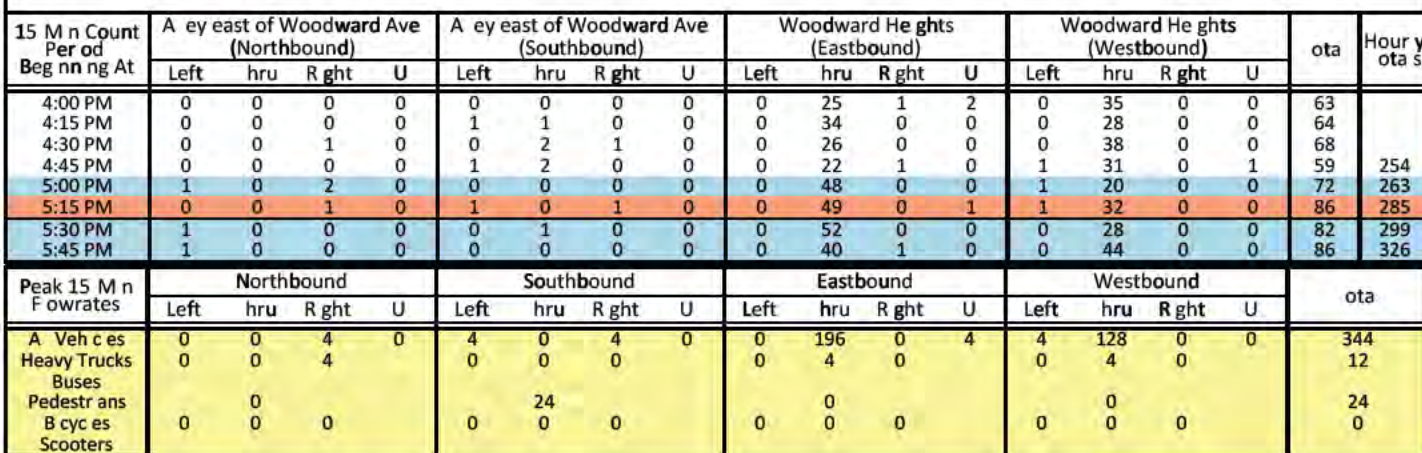 15 M n Count A ey east of Woodward Ave A ey east of Woodward Ave Woodward He ghts Woodward He ghts
Per od (Northbound) (Southbound) (Eastbound) (Westbound) ota Hour y
Beg nn ng At Left hru R ght U Left hru R ght U Left hru R ght U Left hru R ght U ota s
4:00 PM 0 0 0 0 0 0 0 0 0 25 1 2 0 35 0 0 63
4:15 PM 0 0 0 0 1 1 0 0 0 34 0 0 0 28 0 0 64
4:30 PM 0 0 1 0 0 2 1 0 0 26 0 0 0 38 0 0 68
4:45 PM 0 0 0 0 1 2 0 0 0 22 1 0 1 31 0 1 59 254
5:00 PM 1 0 2 0 0 0 0 0 0 48 0 0 1 20 0 0 72 263
5:15 PM 0 0 1 0 1 0 1 0 0 49 0 1 1 32 0 0 86 285
5:30 PM 1 0 0 0 0 1 0 0 0 52 0 0 0 28 0 0 82 299
5:45 PM 1 0 0 0 0 0 0 0 0 40 1 0 0 44 0 0 86 326
Peak 15 M n Northbound Southbound Eastbound Westbound ota
F owrates Left hru R ght U Left hru R ght U Left hru R ght U Left hru R ght U
A Veh c es 0 0 4 0 4 0 4 0 0 196 0 4 4 128 0 0 344
Heavy Trucks 0 0 4 0 0 0 0 4 0 0 4 0 12
Buses
Pedestr ans 0 24 0 0 24
B cyc es 0 0 0 0 0 0 0 0 0 0 0 0 0
Scooters